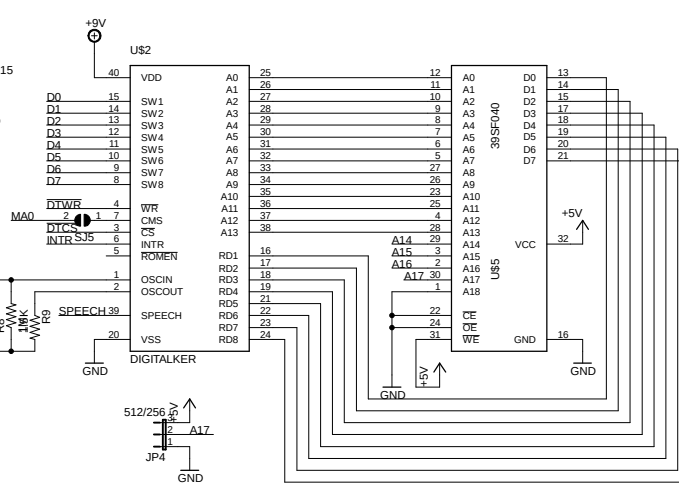 +9V
U$2
15
40 VDD A0 25 12 A0 D0 13
A1 26 11 A1 D1 14
D0 15 SW1 A2 27 10 A2 D2 15
D1 14 SW2 A3 28 9 A3 D3 17
D2 13 SW3 A4 29 8 A4 D4 18
D3 12 SW4 A5 30 7 A5 D5 19
D4 11 SW5 A6 31 6 A6 D6 20
D5 10 SW6 A7 32 5 A7 D7 21
D6 9 SW7 A8 33 27 A8
D7 8 SW8 A9 34 26 A9
A10 35 23 A10
DTWR 4 WR A11 36 25 A11
MA0 2 1 7 CMS A12 37 4 A12
DTCS 3 CS A13 38 28 A13
SJ5
INTR 6 INTR A14 29 A14
5 ROMEN RD1 16 A15 3 A15
RD2 17 A16 2 A16
1 OSCIN RD3 18 A17 30 A17
2 OSCOUT RD4 19 1 A18
RD5 21
SPEECH 39 SPEECH RD6 22 22 CE
RD7 23 24 OE
20 VSS RD8 24 31 WE GND 16
39SF040
U$5
+5V
VCC 32
R9
GND
DIGITALKER
+5V
GND
GND
512/256
+5V
3
2 A17
1
JP4
GND